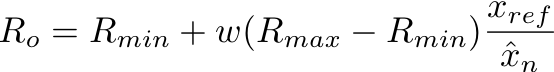 R_o = R_{min} + w(R_{max} − R_{min}) \frac{x_{ref}}{\hat{x}_n}